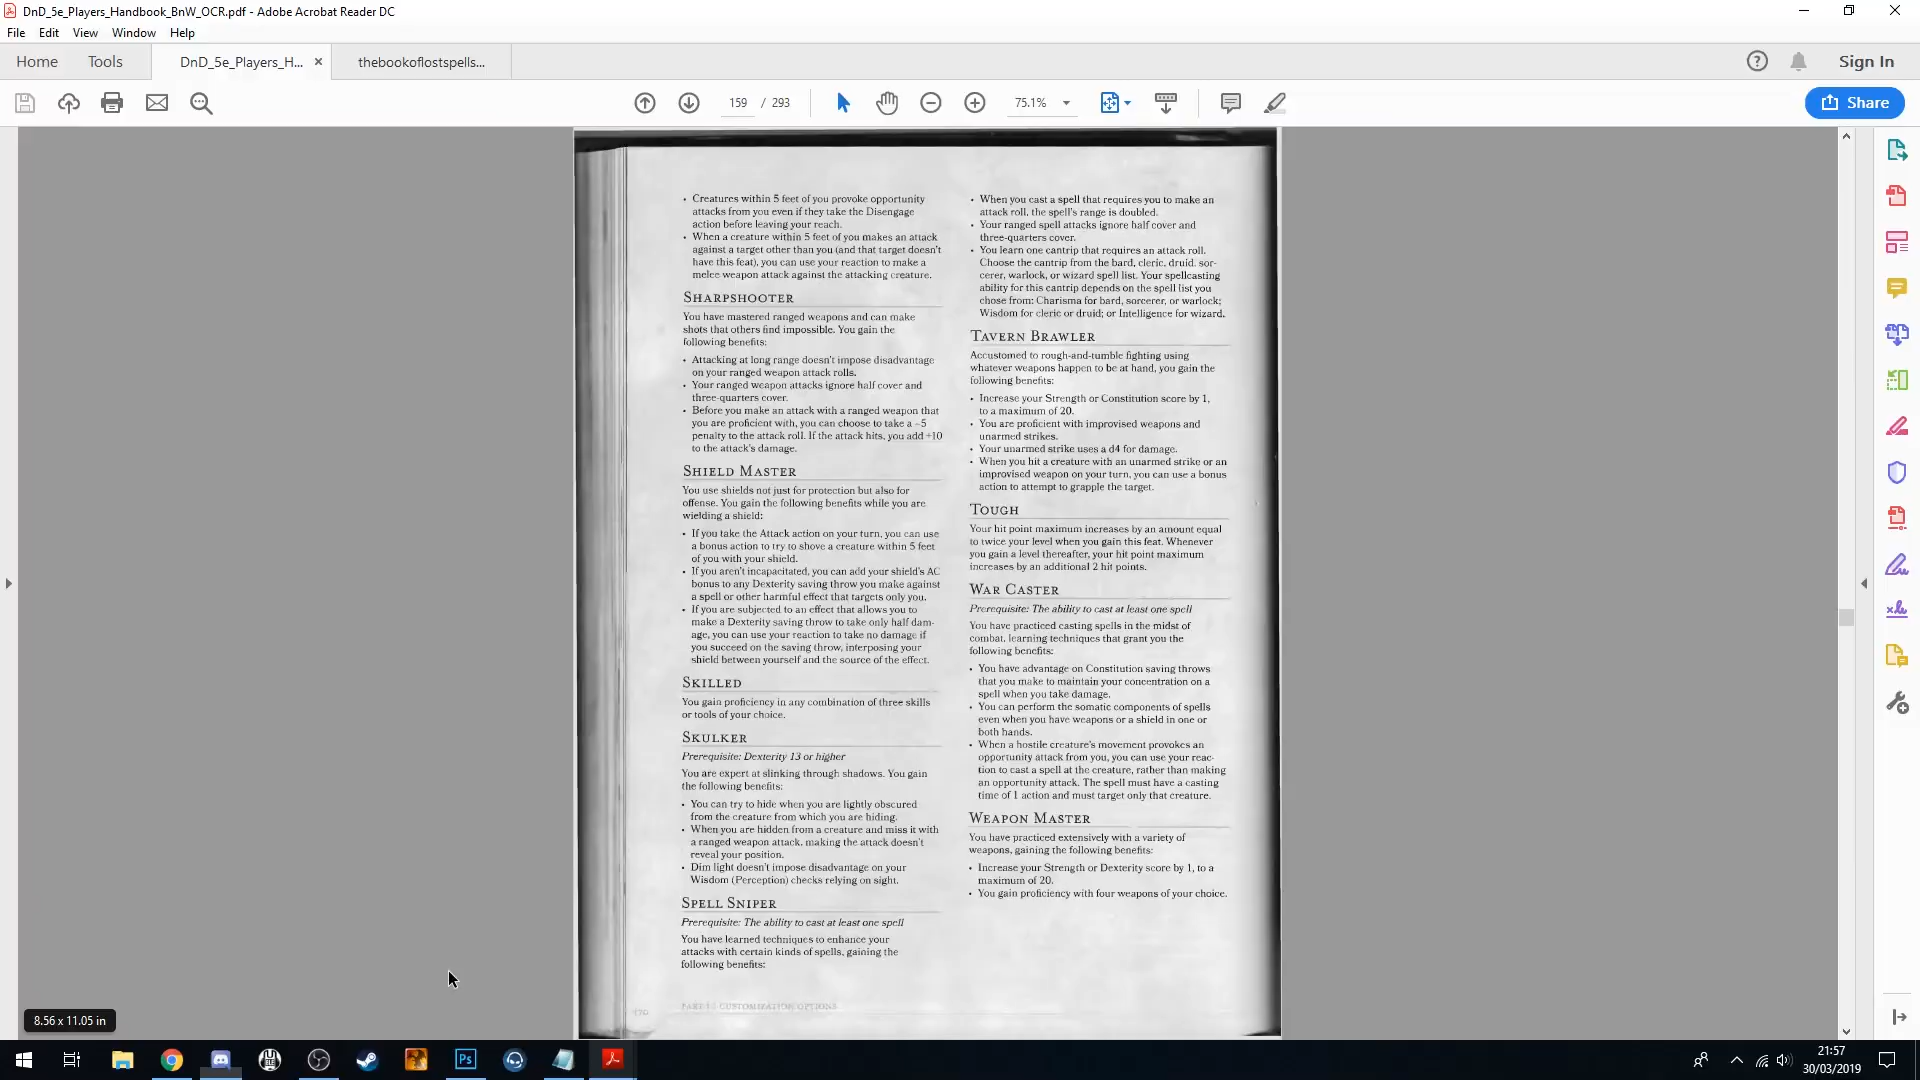 DnD_5e_Players_Handbook_BnW_OCR.pdf - Adobe Acrobat Reader DC
File Edit View Window Help
Home Tools DnD_5e_Players_H... × thebookoflostspells... Sign In
159 / 293 75.1% Share
• Creatures within 5 feet of you provoke opportunity
attacks from you even if they take the Disengage
action before leaving your reach.
• When a creature within 5 feet of you makes an attack
against a target other than you (and that target doesn't
have this feat), you can use your reaction to make a
melee weapon attack against the attacking creature.
SHARPSHOOTER
You have mastered ranged weapons and can make
shots that others find impossible. You gain the
following benefits:
• Attacking at long range doesn't impose disadvantage
on your ranged weapon attack rolls.
• Your ranged weapon attacks ignore half cover and
three-quarters cover.
• Before you make an attack with a ranged weapon that
you are proficient with, you can choose to take a –5
penalty to the attack roll. If the attack hits, you add +10
to the attack's damage.
SHIELD MASTER
You use shields not just for protection but also for
offense. You gain the following benefits while you are
wielding a shield:
• If you take the Attack action on your turn, you can use
a bonus action to try to shove a creature within 5 feet
of you with your shield.
• If you aren't incapacitated, you can add your shield's AC
bonus to any Dexterity saving throw you make against
a spell or other harmful effect that targets only you.
• If you are subjected to an effect that allows you to
make a Dexterity saving throw to take only half dam-
age, you can use your reaction to take no damage if
you succeed on the saving throw, interposing your
shield between yourself and the source of the effect.
SKILLED
You gain proficiency in any combination of three skills
or tools of your choice.
SKULKER
Prerequisite: Dexterity 13 or higher
You are expert at slinking through shadows. You gain
the following benefits:
• You can try to hide when you are lightly obscured
from the creature from which you are hiding.
• When you are hidden from a creature and miss it with
a ranged weapon attack, making the attack doesn't
reveal your position.
• Dim light doesn't impose disadvantage on your
Wisdom (Perception) checks relying on sight.
SPELL SNIPER
Prerequisite: The ability to cast at least one spell
You have learned techniques to enhance your
attacks with certain kinds of spells, gaining the
following benefits:
• When you cast a spell that requires you to make an
attack roll, the spell's range is doubled.
• Your ranged spell attacks ignore half cover and
three-quarters cover.
• You learn one cantrip that requires an attack roll.
Choose the cantrip from the bard, cleric, druid, sor-
cerer, warlock, or wizard spell list. Your spellcasting
ability for this cantrip depends on the spell list you
chose from: Charisma for bard, sorcerer, or warlock;
Wisdom for cleric or druid; or Intelligence for wizard.
TAVERN BRAWLER
Accustomed to rough-and-tumble fighting using
whatever weapons happen to be at hand, you gain the
following benefits:
• Increase your Strength or Constitution score by 1,
to a maximum of 20.
• You are proficient with improvised weapons and
unarmed strikes.
• Your unarmed strike uses a d4 for damage.
• When you hit a creature with an unarmed strike or an
improvised weapon on your turn, you can use a bonus
action to attempt to grapple the target.
TOUGH
Your hit point maximum increases by an amount equal
to twice your level when you gain this feat. Whenever
you gain a level thereafter, your hit point maximum
increases by an additional 2 hit points.
WAR CASTER
Prerequisite: The ability to cast at least one spell
You have practiced casting spells in the midst of
combat, learning techniques that grant you the
following benefits:
• You have advantage on Constitution saving throws
that you make to maintain your concentration on a
spell when you take damage.
• You can perform the somatic components of spells
even when you have weapons or a shield in one or
both hands.
• When a hostile creature's movement provokes an
opportunity attack from you, you can use your reac-
tion to cast a spell at the creature, rather than making
an opportunity attack. The spell must have a casting
time of 1 action and must target only that creature.
WEAPON MASTER
You have practiced extensively with a variety of
weapons, gaining the following benefits:
• Increase your Strength or Dexterity score by 1, to a
maximum of 20.
• You gain proficiency with four weapons of your choice.
170 PART 1 | CUSTOMIZATION OPTIONS
8.56 x 11.05 in
Ps
21:57
30/03/2019